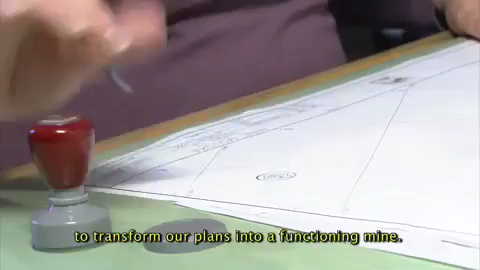 to transform our plans into a functioning mine.